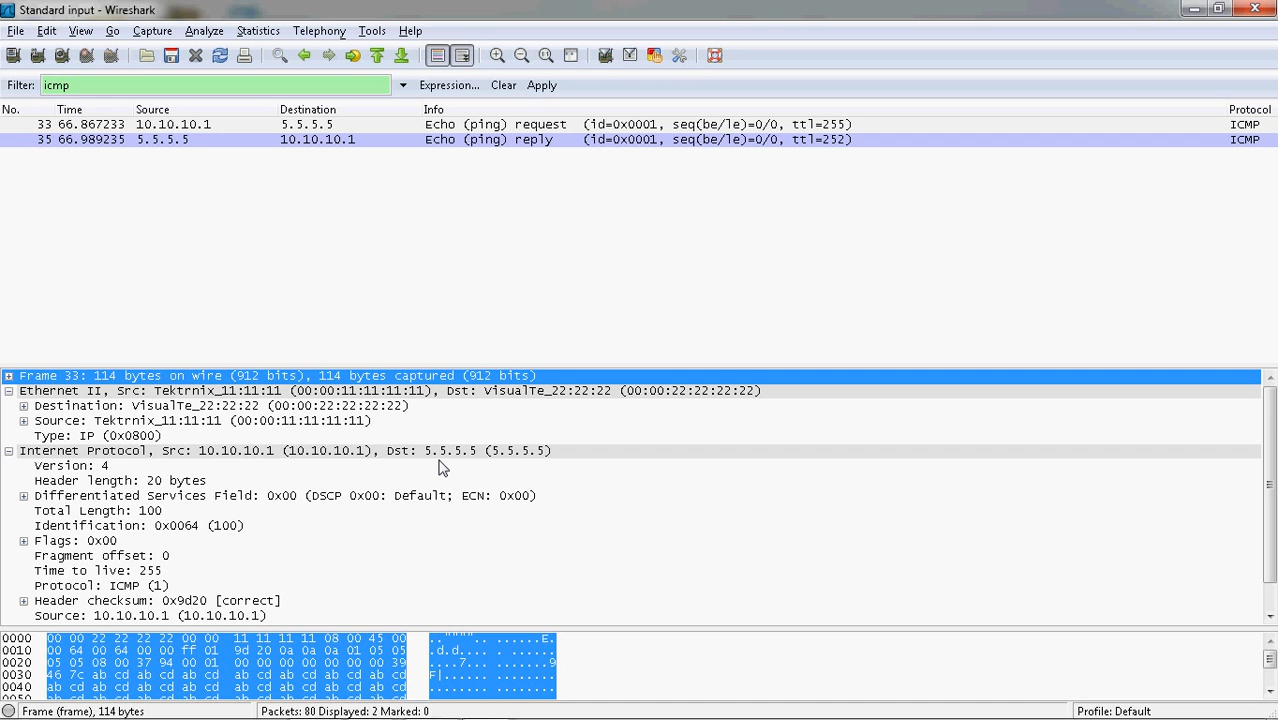 Standard input - Wireshark
File Edit View Go Capture Analyze Statistics Telephony Tools Help
Filter: icmp Expression... Clear Apply
No. Time Source Destination Info Protocol
33 66.867233 10.10.10.1 5.5.5.5 Echo (ping) request (id=0x0001, seq(be/le)=0/0, ttl=255) ICMP
35 66.989235 5.5.5.5 10.10.10.1 Echo (ping) reply (id=0x0001, seq(be/le)=0/0, ttl=252) ICMP
Frame 33: 114 bytes on wire (912 bits), 114 bytes captured (912 bits)
Ethernet II, Src: Tektrnix_11:11:11 (00:00:11:11:11:11), Dst: VisualTe_22:22:22 (00:00:22:22:22:22)
Destination: VisualTe_22:22:22 (00:00:22:22:22:22)
Source: Tektrnix_11:11:11 (00:00:11:11:11:11)
Type: IP (0x0800)
Internet Protocol, Src: 10.10.10.1 (10.10.10.1), Dst: 5.5.5.5 (5.5.5.5)
Version: 4
Header length: 20 bytes
Differentiated Services Field: 0x00 (DSCP 0x00: Default; ECN: 0x00)
Total Length: 100
Identification: 0x0064 (100)
Flags: 0x00
Fragment offset: 0
Time to live: 255
Protocol: ICMP (1)
Header checksum: 0x9d20 [correct]
Source: 10.10.10.1 (10.10.10.1)
0000 00 00 22 22 22 22 00 00 11 11 11 11 08 00 45 00 .."""".. ......E.
0010 00 64 00 64 00 00 ff 01 9d 20 0a 0a 0a 01 05 05 .d.d.... . ......
0020 05 05 08 00 37 94 00 01 00 00 00 00 00 00 00 39 ....7... .......9
0030 46 7c ab cd ab cd ab cd ab cd ab cd ab cd ab cd F|...... ........
0040 ab cd ab cd ab cd ab cd ab cd ab cd ab cd ab cd ........ ........
Frame (frame), 114 bytes Packets: 80 Displayed: 2 Marked: 0 Profile: Default